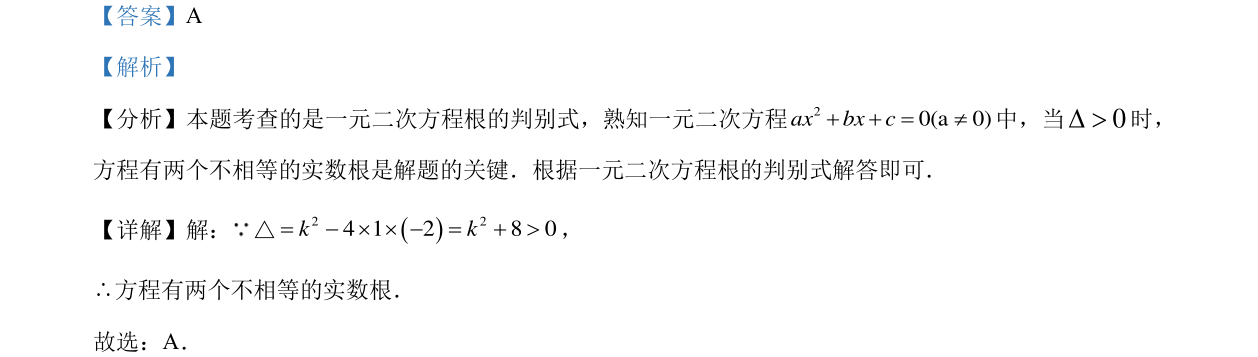 【答案】A
【解析】
【分析】本题考查的是一元二次方程根的判别式，熟知一元二次方程ax²+bx+c=0(a≠0)中，当Δ>0时，
方程有两个不相等的实数根是解题的关键．根据一元二次方程根的判别式解答即可．
【详解】解：∵△=k²−4×1×(−2)=k²+8>0，
∴方程有两个不相等的实数根．
故选：A．